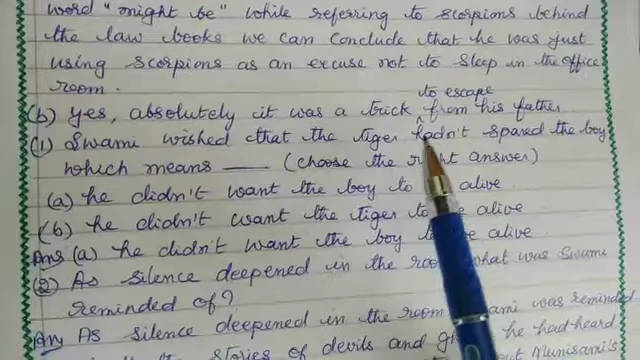 word "might be" while referring to scorpions behind
the law books we can conclude that he was just
using scorpions as an excuse not to sleep in the office
room.
to escape
(b) yes, absolutely it was a trick ^ from his father
(1) Swami wished that the tiger hadn't spared the boy
which means ___ (choose the right answer)
(a) he didn't want the boy to alive
(b) he didn't want the tiger to be alive
Ans (a) he didn't want the boy to be alive
(2) As silence deepened in the room what was Swami
reminded of?
Ans As silence deepened in the room was reminded
stories of devils and he had heard
Munisami's